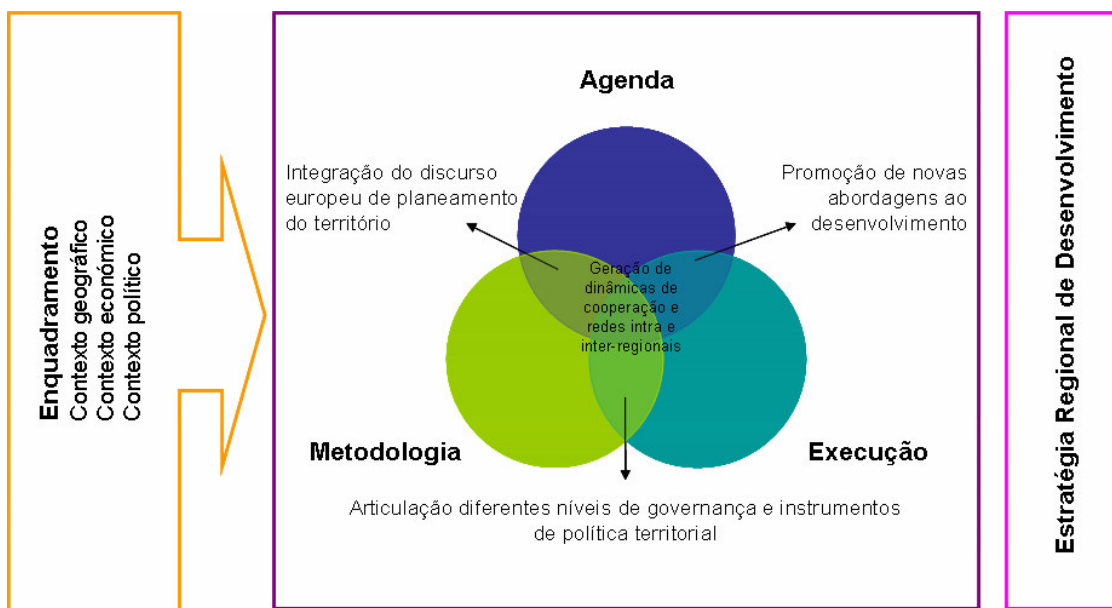 Enquadramento
Contexto geográfico
Contexto económico
Contexto político
Agenda
Integração do discurso
europeu de planeamento
do território
Promoção de novas
abordagens ao
desenvolvimento
Geração de
dinâmicas de
cooperação e
redes intra e
inter-regionais
Metodologia
Execução
Articulação diferentes níveis de governança e instrumentos
de política territorial
Estratégia Regional de Desenvolvimento